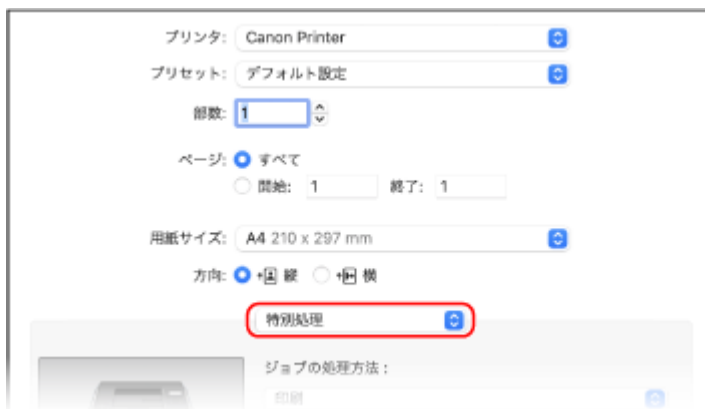 プリンタ: Canon Printer
プリセット: デフォルト設定
部数: 1
ページ: すべて
開始: 1 終了: 1
用紙サイズ: A4 210 x 297 mm
方向: 縦 横
特別処理
ジョブの処理方法:
印刷